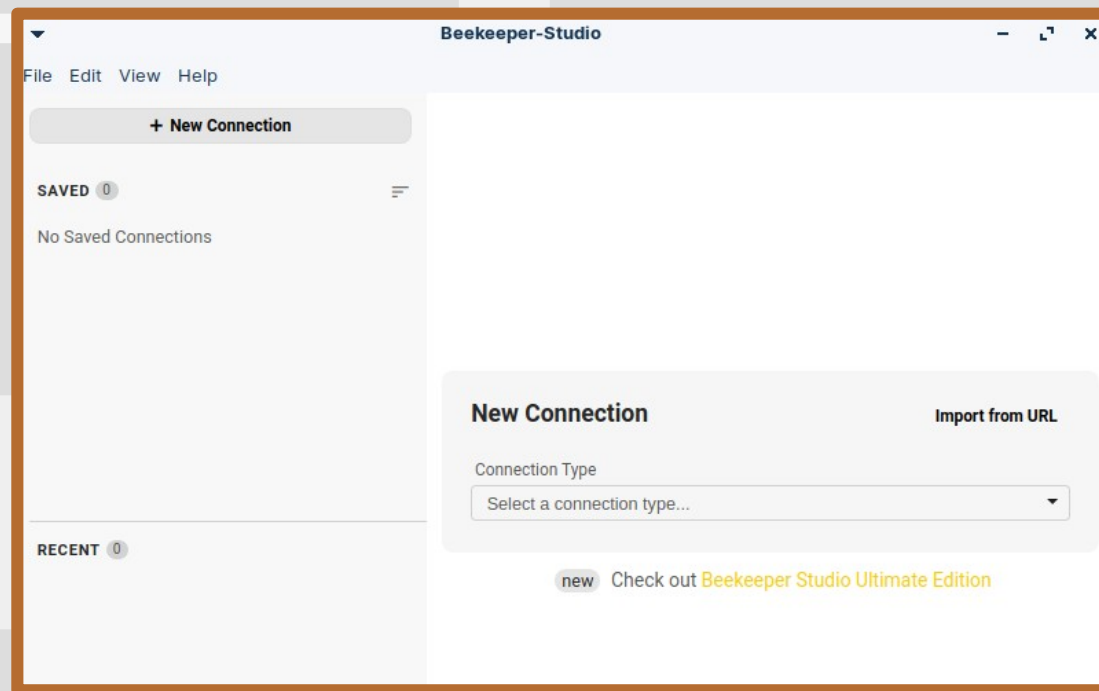 Beekeeper-Studio
File Edit View Help
+ New Connection
SAVED 0
No Saved Connections
RECENT 0
New Connection
Import from URL
Connection Type
Select a connection type...
new Check out Beekeeper Studio Ultimate Edition